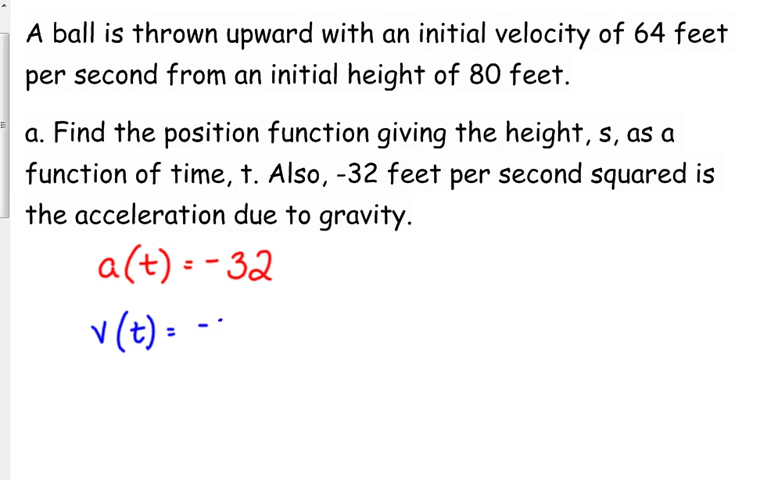 A ball is thrown upward with an initial velocity of 64 feet
per second from an initial height of 80 feet.
a. Find the position function giving the height, s, as a
function of time, t. Also, -32 feet per second squared is
the acceleration due to gravity.
a(t) = -32
v(t) = -